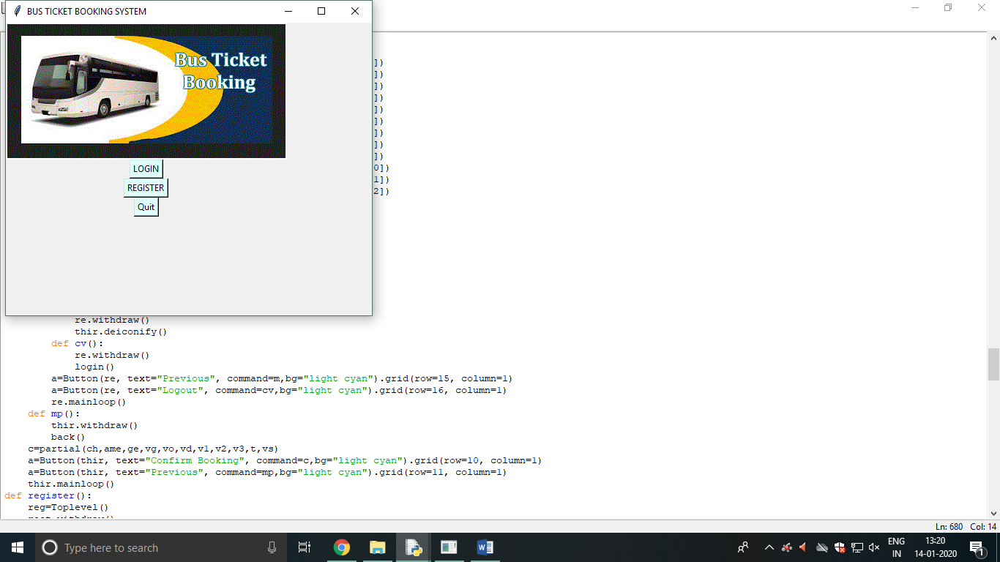 BUS TICKET BOOKING SYSTEM
Bus Ticket
Booking
LOGIN
REGISTER
Quit
])
])
])
])
])
])
])
])
])
0])
1])
2])
re.withdraw()
thir.deiconify()
def cv():
re.withdraw()
login()
a=Button(re, text="Previous", command=m,bg="light cyan").grid(row=15, column=1)
a=Button(re, text="Logout", command=cv,bg="light cyan").grid(row=16, column=1)
re.mainloop()
def mp():
thir.withdraw()
back()
c=partial(ch,ame,ge,vg,vo,vd,v1,v2,v3,t,vs)
a=Button(thir, text="Confirm Booking", command=c,bg="light cyan").grid(row=10, column=1)
a=Button(thir, text="Previous", command=mp,bg="light cyan").grid(row=11, column=1)
thir.mainloop()
def register():
reg=Toplevel()
Ln: 680 Col: 14
Type here to search
ENG
IN
13:20
14-01-2020
1